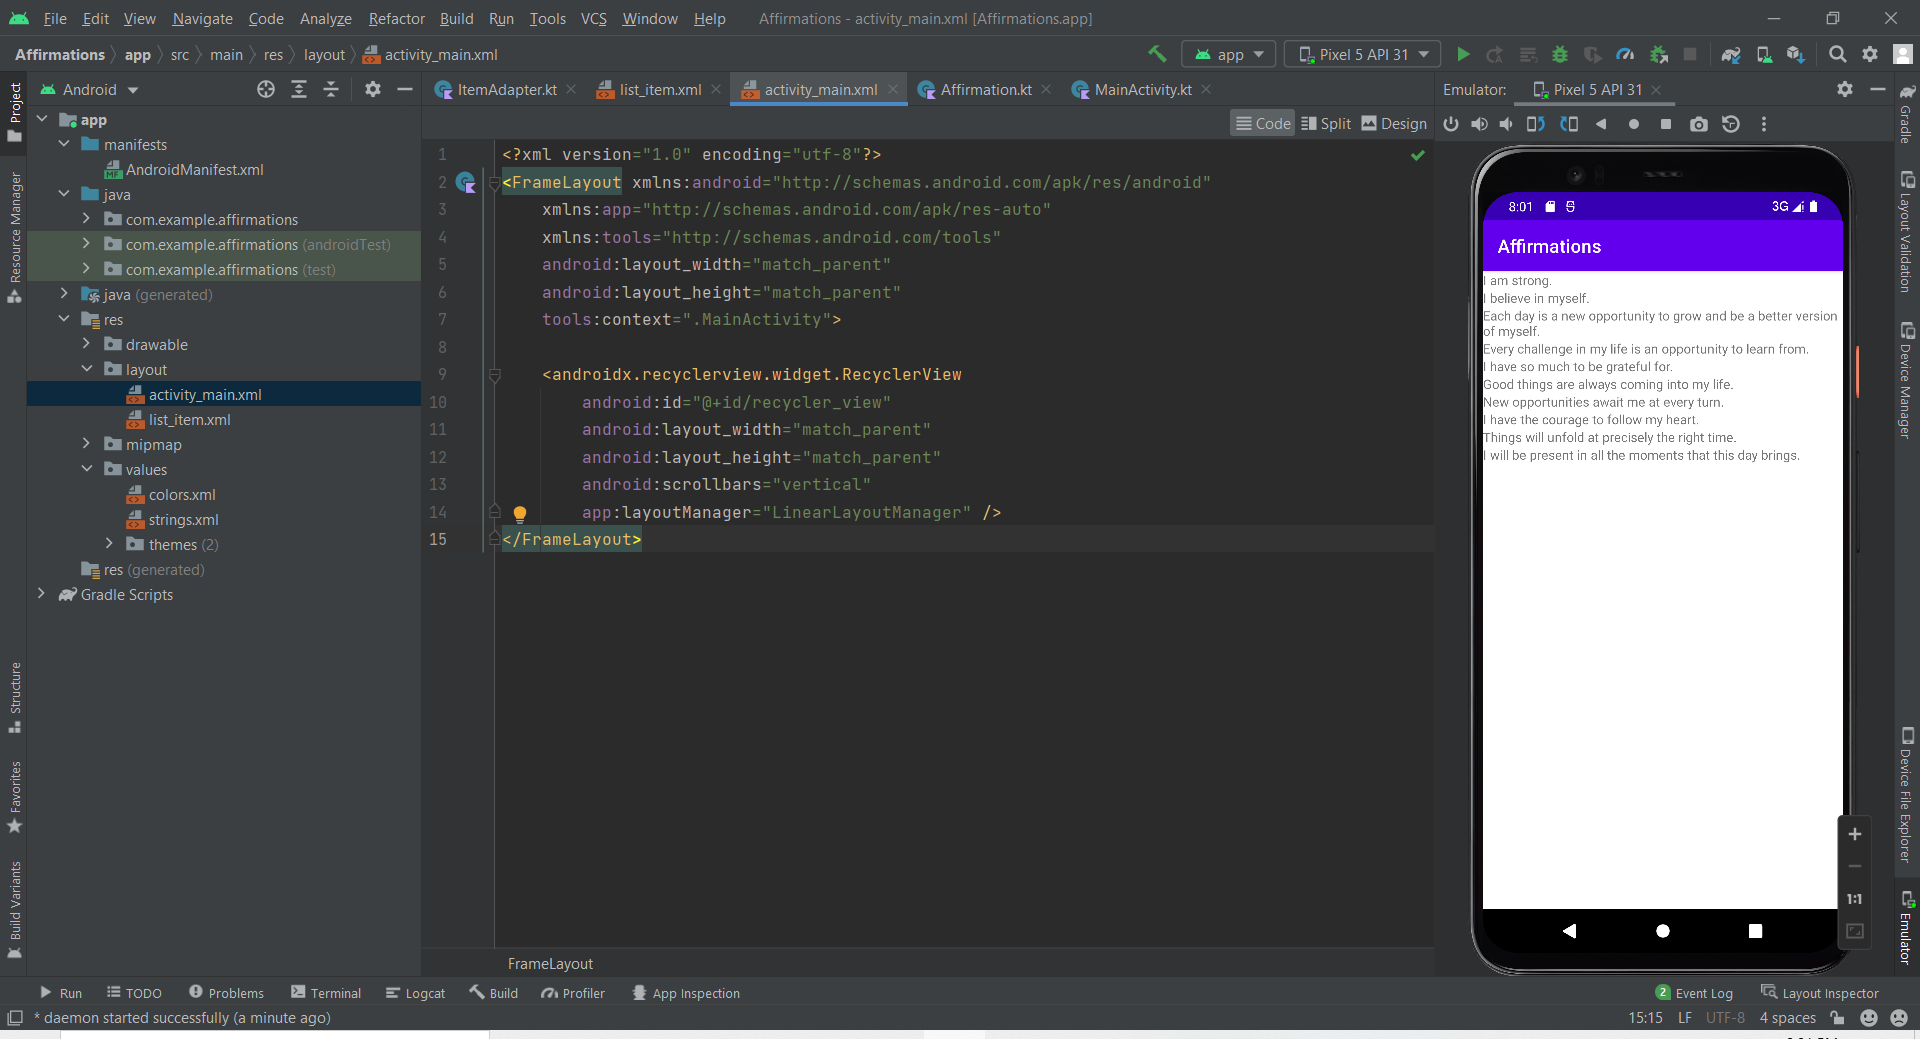 File Edit View Navigate Code Analyze Refactor Build Run Tools VCS Window Help Affirmations - activity_main.xml [Affirmations.app]
Affirmations app src main res layout activity_main.xml
app Pixel 5 API 31
Project
Resource Manager
Structure
Favorites
Build Variants
Android
app
manifests
AndroidManifest.xml
java
com.example.affirmations
com.example.affirmations (androidTest)
com.example.affirmations (test)
java (generated)
res
drawable
layout
activity_main.xml
list_item.xml
mipmap
values
colors.xml
strings.xml
themes (2)
res (generated)
Gradle Scripts
ItemAdapter.kt list_item.xml activity_main.xml Affirmation.kt MainActivity.kt
Code Split Design
1 <?xml version="1.0" encoding="utf-8"?>
2 <FrameLayout xmlns:android="http://schemas.android.com/apk/res/android"
3 xmlns:app="http://schemas.android.com/apk/res-auto"
4 xmlns:tools="http://schemas.android.com/tools"
5 android:layout_width="match_parent"
6 android:layout_height="match_parent"
7 tools:context=".MainActivity">
8
9 <androidx.recyclerview.widget.RecyclerView
10 android:id="@+id/recycler_view"
11 android:layout_width="match_parent"
12 android:layout_height="match_parent"
13 android:scrollbars="vertical"
14 app:layoutManager="LinearLayoutManager" />
15 </FrameLayout>
FrameLayout
Emulator: Pixel 5 API 31
8:01 3G
Affirmations
I am strong.
I believe in myself.
Each day is a new opportunity to grow and be a better version
of myself.
Every challenge in my life is an opportunity to learn from.
I have so much to be grateful for.
Good things are always coming into my life.
New opportunities await me at every turn.
I have the courage to follow my heart.
Things will unfold at precisely the right time.
I will be present in all the moments that this day brings.
1:1
Gradle
Layout Validation
Device Manager
Device File Explorer
Emulator
Run TODO Problems Terminal Logcat Build Profiler App Inspection 2 Event Log Layout Inspector
* daemon started successfully (a minute ago) 15:15 LF UTF-8 4 spaces